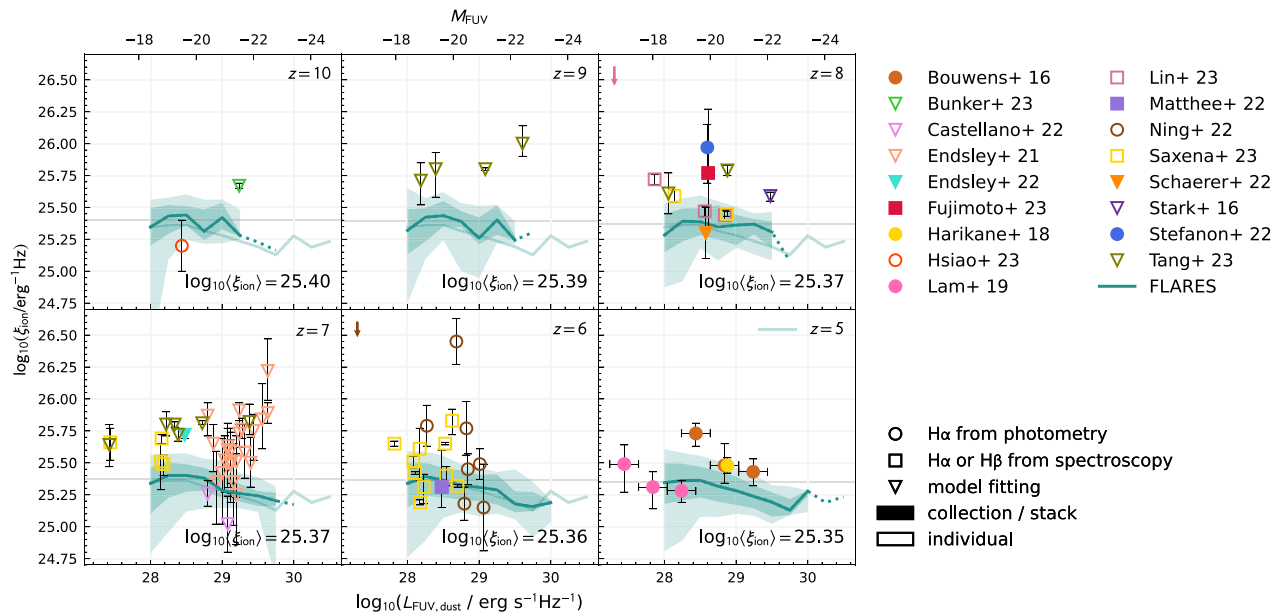 M_FUV
−18 −20 −22 −24 −18 −20 −22 −24 −18 −20 −22 −24
z = 10
z = 9
z = 8
26.50
26.25
26.00
25.75
25.50
25.25
25.00
24.75
log₁₀⟨ξ_ion⟩ = 25.40
log₁₀⟨ξ_ion⟩ = 25.39
log₁₀⟨ξ_ion⟩ = 25.37
log₁₀(ξ_ion/erg⁻¹Hz)
z = 7
z = 6
z = 5
26.50
26.25
26.00
25.75
25.50
25.25
25.00
24.75
log₁₀⟨ξ_ion⟩ = 25.37
log₁₀⟨ξ_ion⟩ = 25.36
log₁₀⟨ξ_ion⟩ = 25.35
28 29 30 28 29 30 28 29 30
log₁₀(L_FUV, dust / erg s⁻¹Hz⁻¹)
Bouwens+ 16
Bunker+ 23
Castellano+ 22
Endsley+ 21
Endsley+ 22
Fujimoto+ 23
Harikane+ 18
Hsiao+ 23
Lam+ 19
Lin+ 23
Matthee+ 22
Ning+ 22
Saxena+ 23
Schaerer+ 22
Stark+ 16
Stefanon+ 22
Tang+ 23
FLARES
Hα from photometry
Hα or Hβ from spectroscopy
model fitting
collection / stack
individual